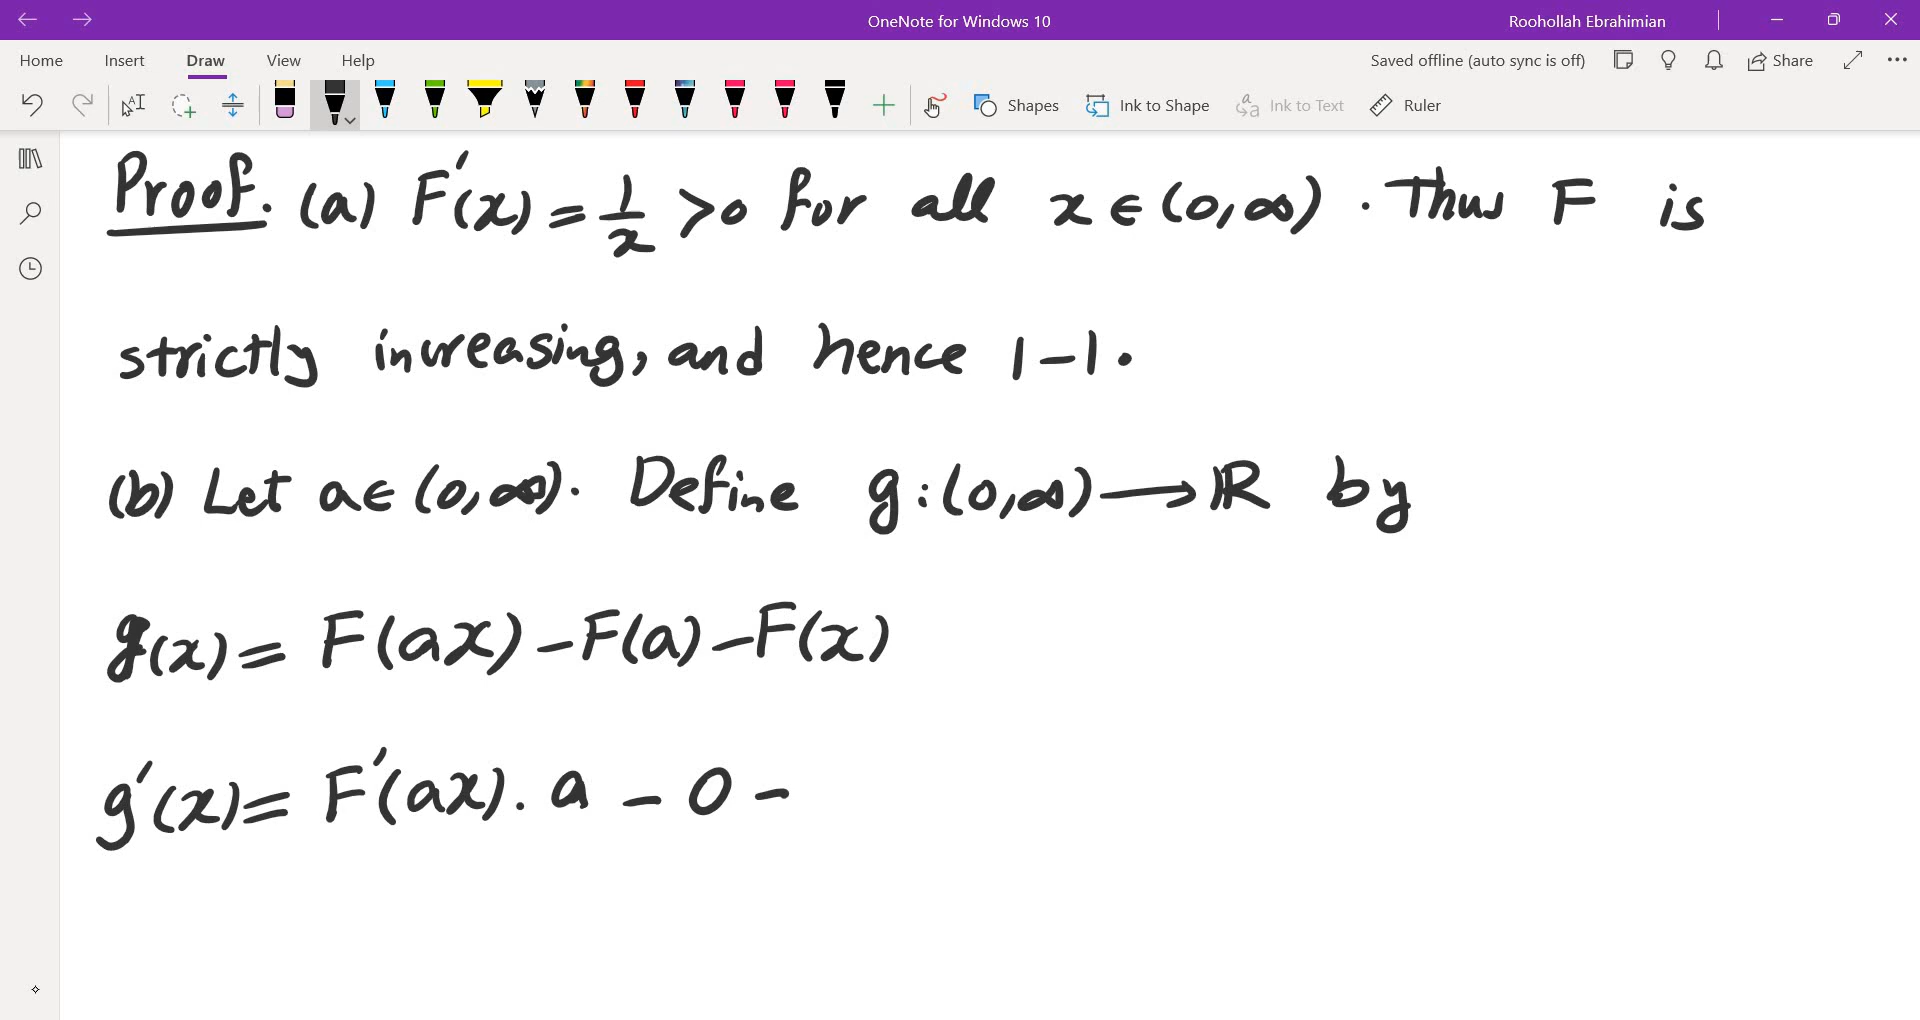 OneNote for Windows 10
Roohollah Ebrahimian
Home Insert Draw View Help
Saved offline (auto sync is off) Share
Shapes Ink to Shape Ink to Text Ruler
Proof. (a) F'(x) = 1/x > 0 for all x ∈ (0,∞). Thus F is
strictly increasing, and hence 1-1.
(b) Let a ∈ (0,∞). Define g: (0,∞) ⟶ ℝ by
g(x) = F(ax) - F(a) - F(x)
g'(x) = F'(ax). a - 0 -